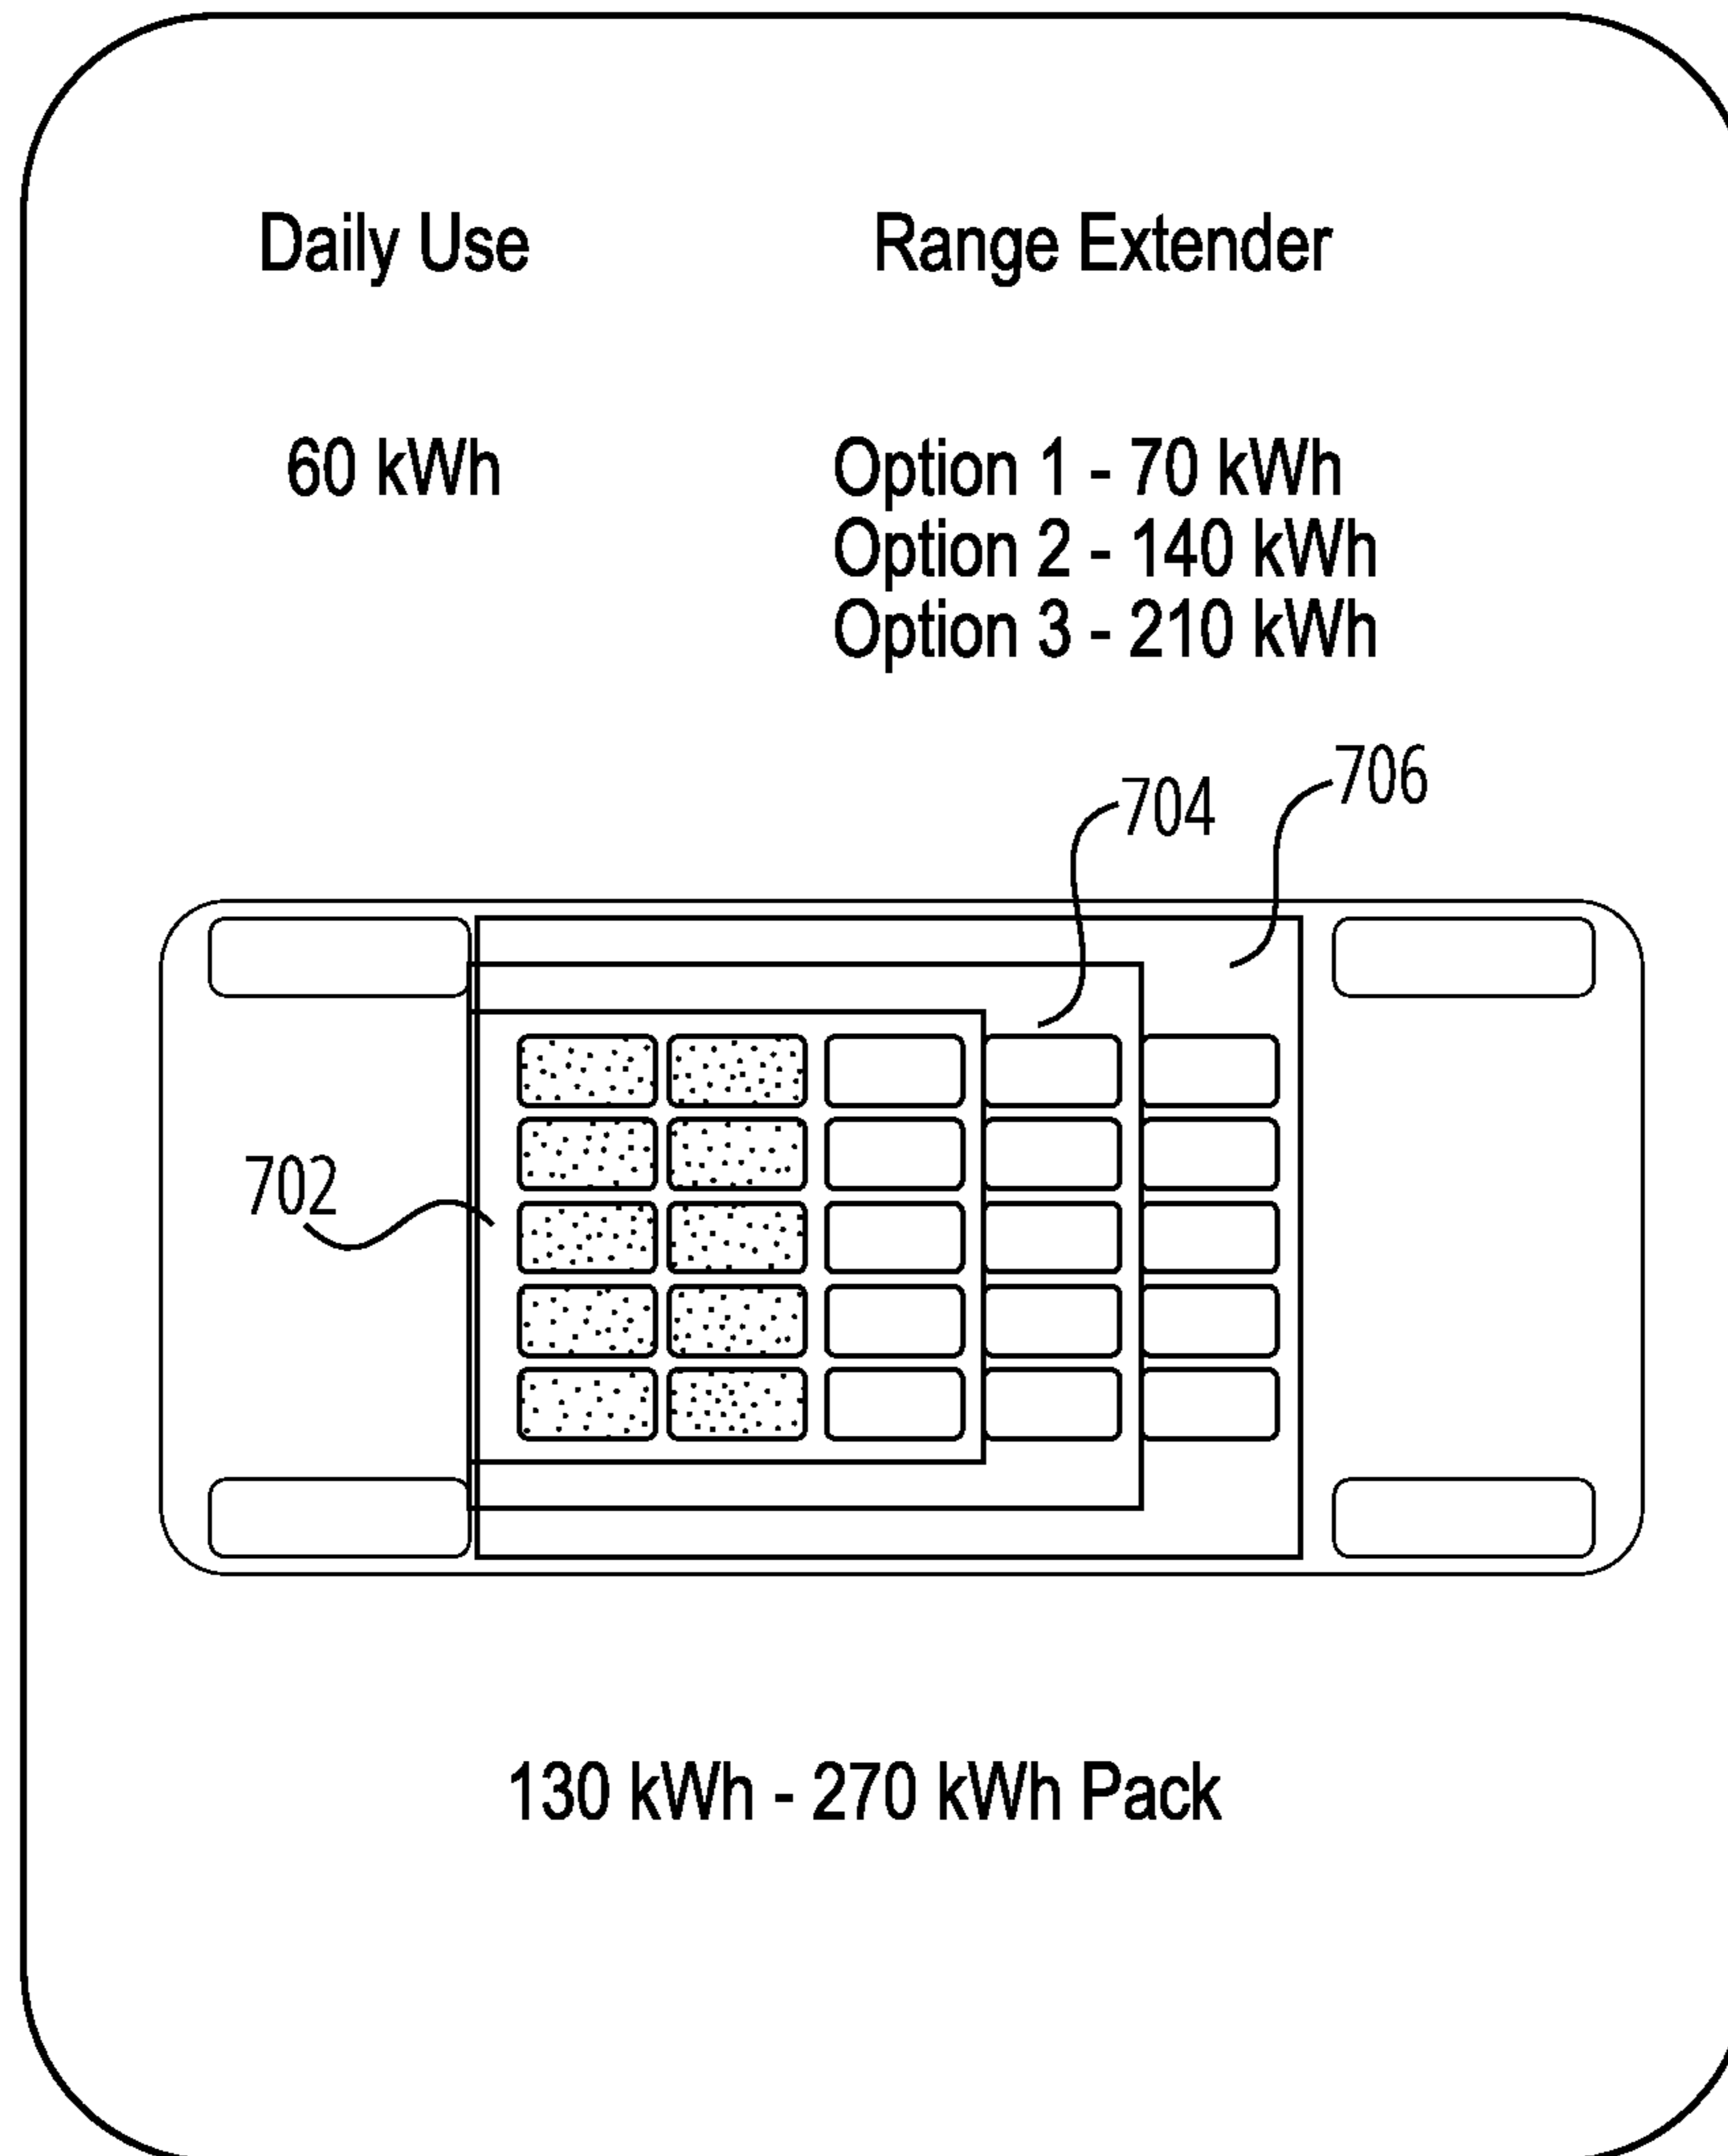 Daily Use
Range Extender
60 kWh
Option 1 - 70 kWh
Option 2 - 140 kWh
Option 3 - 210 kWh
706
704
702
130 kWh - 270 kWh Pack